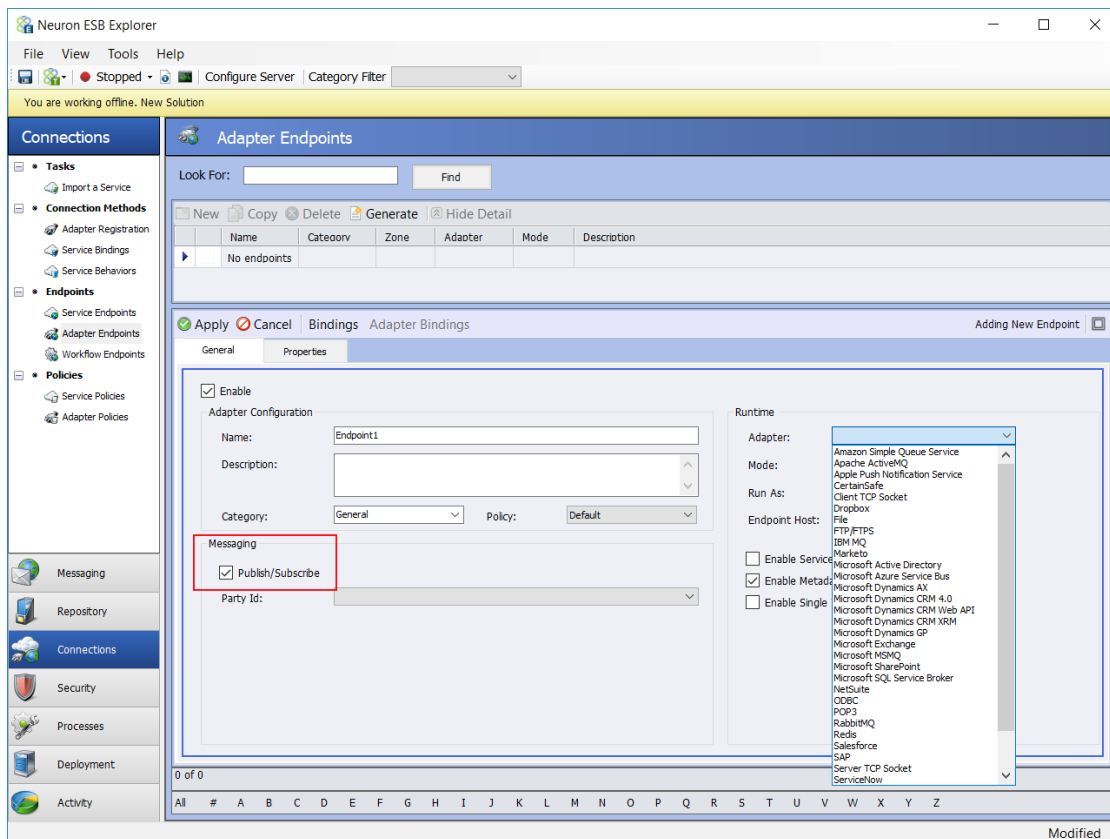 Neuron ESB Explorer
File View Tools Help
Stopped Configure Server Category Filter
You are working offline. New Solution
Connections
Tasks
Import a Service
Connection Methods
Adapter Registration
Service Bindings
Service Behaviors
Endpoints
Service Endpoints
Adapter Endpoints
Workflow Endpoints
Policies
Service Policies
Adapter Policies
Messaging
Repository
Connections
Security
Processes
Deployment
Activity
Adapter Endpoints
Look For: Find
New Copy Delete Generate Hide Detail
Name Category Zone Adapter Mode Description
No endpoints
Apply Cancel Bindings Adapter Bindings Adding New Endpoint
General Properties
Enable
Adapter Configuration
Name: Endpoint1
Description:
Category: General Policy: Default
Messaging
Publish/Subscribe
Party Id:
Runtime
Adapter:
Mode:
Run As:
Endpoint Host:
Enable Service
Enable Metada
Enable Single
Amazon Simple Queue Service
Apache ActiveMQ
Apple Push Notification Service
CertainSafe
Client TCP Socket
Dropbox
File
FTP/FTPS
IBM MQ
Marketo
Microsoft Active Directory
Microsoft Azure Service Bus
Microsoft Dynamics AX
Microsoft Dynamics CRM 4.0
Microsoft Dynamics CRM Web API
Microsoft Dynamics CRM XRM
Microsoft Dynamics GP
Microsoft Exchange
Microsoft MSMQ
Microsoft SharePoint
Microsoft SQL Service Broker
NetSuite
ODBC
POP3
RabbitMQ
Redis
Salesforce
SAP
Server TCP Socket
ServiceNow
0 of 0
All # A B C D E F G H I J K L M N O P Q R S T U V W X Y Z
Modified